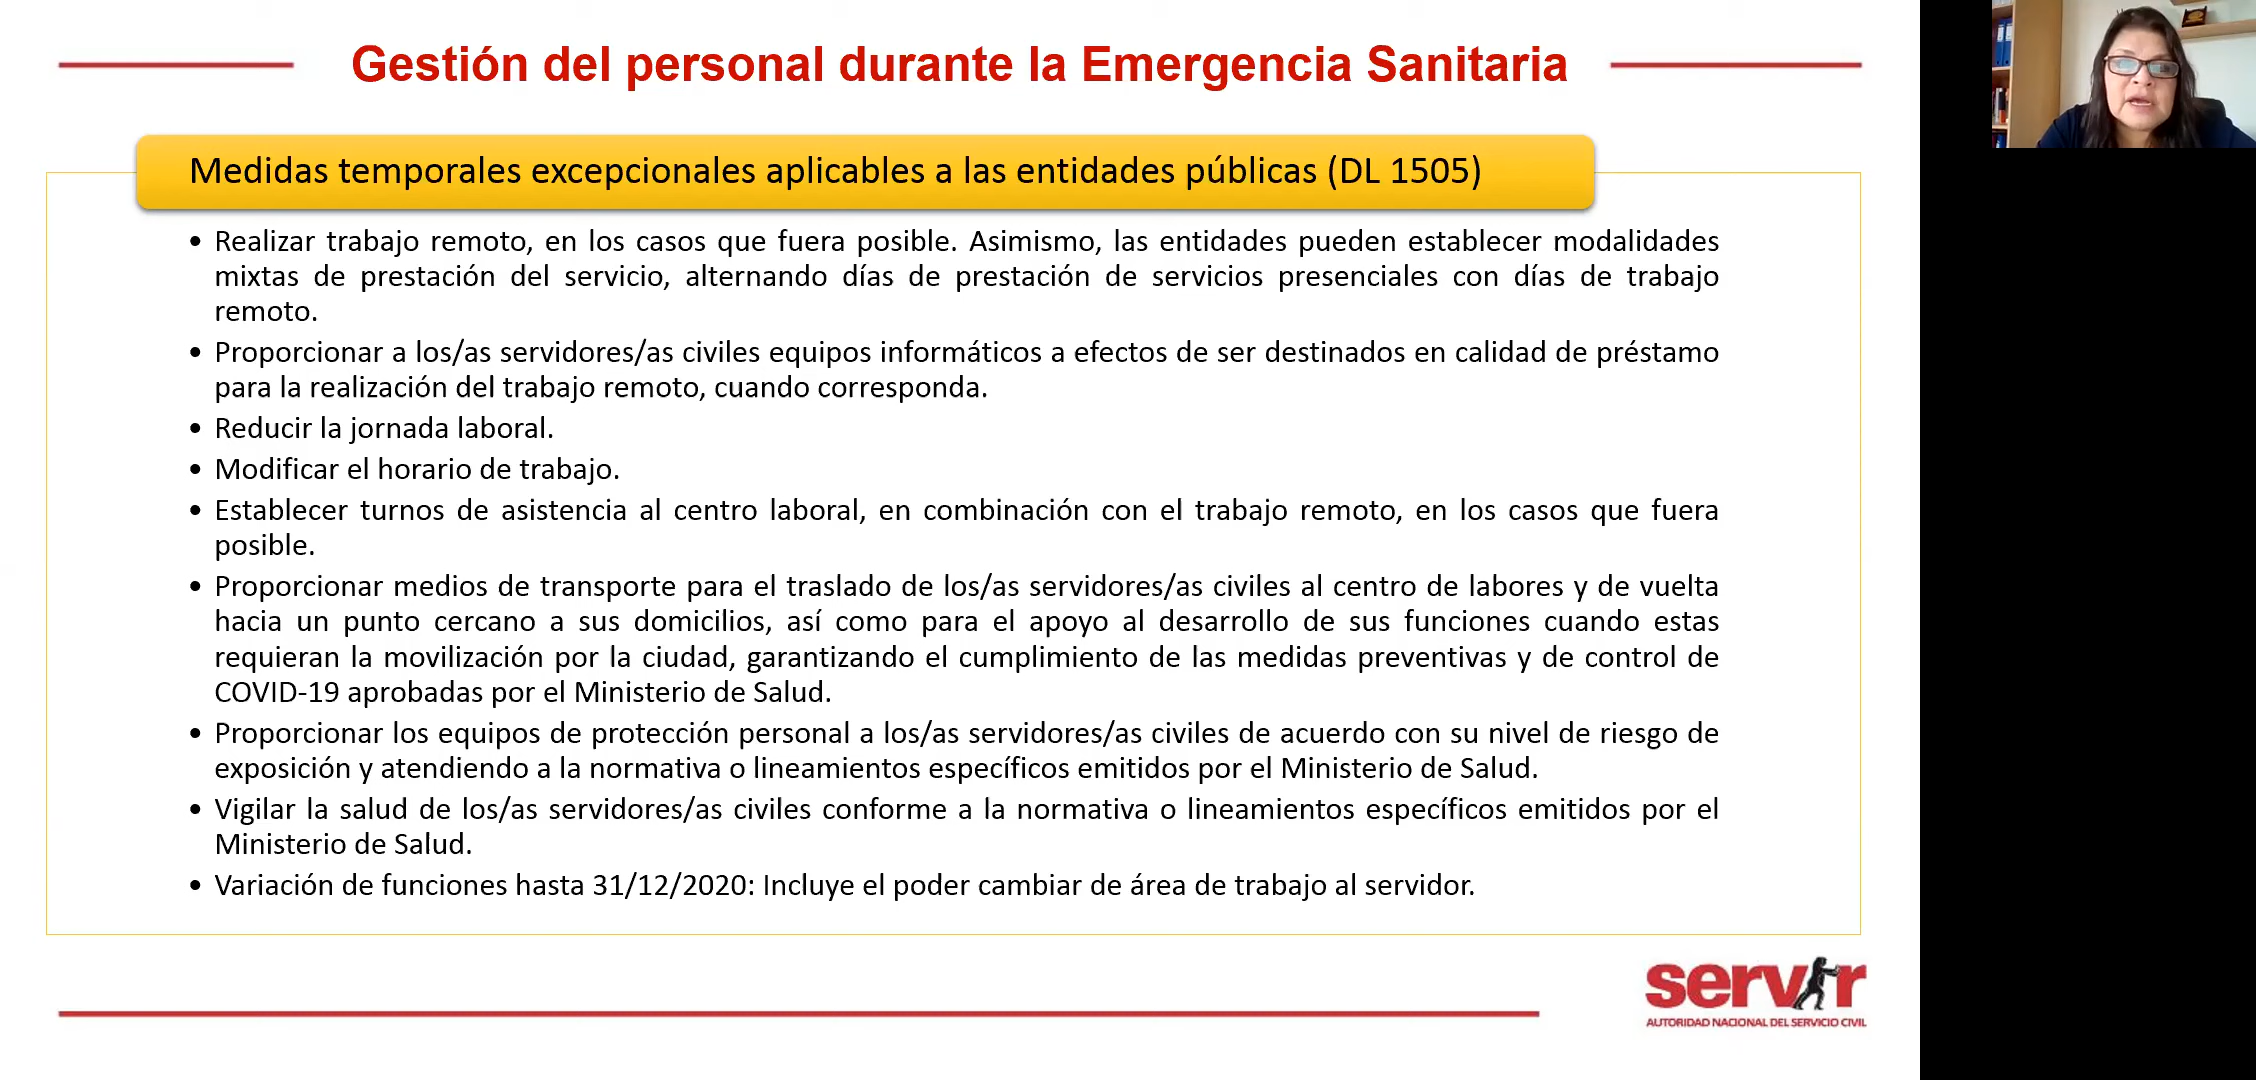 Gestión del personal durante la Emergencia Sanitaria
Medidas temporales excepcionales aplicables a las entidades públicas (DL 1505)
• Realizar trabajo remoto, en los casos que fuera posible. Asimismo, las entidades pueden establecer modalidades
mixtas de prestación del servicio, alternando días de prestación de servicios presenciales con días de trabajo
remoto.
• Proporcionar a los/as servidores/as civiles equipos informáticos a efectos de ser destinados en calidad de préstamo
para la realización del trabajo remoto, cuando corresponda.
• Reducir la jornada laboral.
• Modificar el horario de trabajo.
• Establecer turnos de asistencia al centro laboral, en combinación con el trabajo remoto, en los casos que fuera
posible.
• Proporcionar medios de transporte para el traslado de los/as servidores/as civiles al centro de labores y de vuelta
hacia un punto cercano a sus domicilios, así como para el apoyo al desarrollo de sus funciones cuando estas
requieran la movilización por la ciudad, garantizando el cumplimiento de las medidas preventivas y de control de
COVID-19 aprobadas por el Ministerio de Salud.
• Proporcionar los equipos de protección personal a los/as servidores/as civiles de acuerdo con su nivel de riesgo de
exposición y atendiendo a la normativa o lineamientos específicos emitidos por el Ministerio de Salud.
• Vigilar la salud de los/as servidores/as civiles conforme a la normativa o lineamientos específicos emitidos por el
Ministerio de Salud.
• Variación de funciones hasta 31/12/2020: Incluye el poder cambiar de área de trabajo al servidor.
servir
AUTORIDAD NACIONAL DEL SERVICIO CIVIL